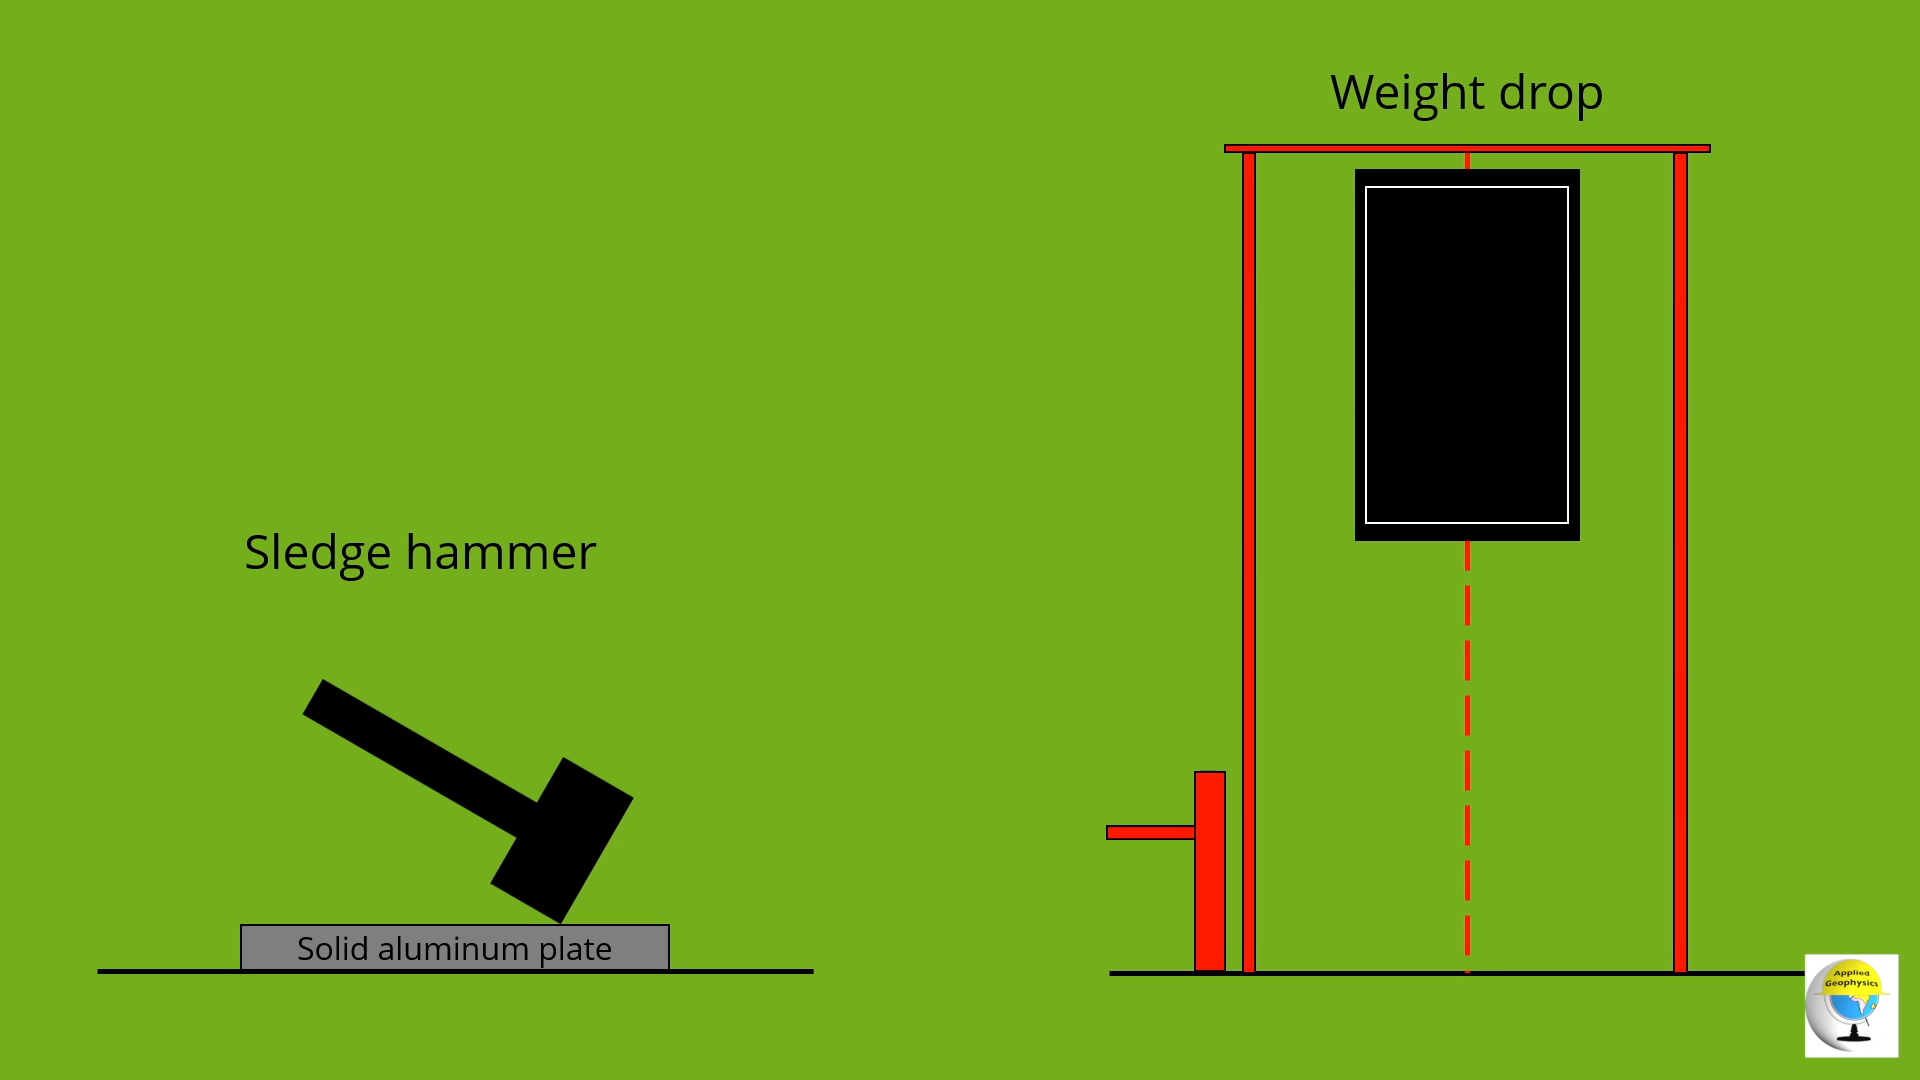 Weight drop
Sledge hammer
Solid aluminum plate
Applied
Geophysics